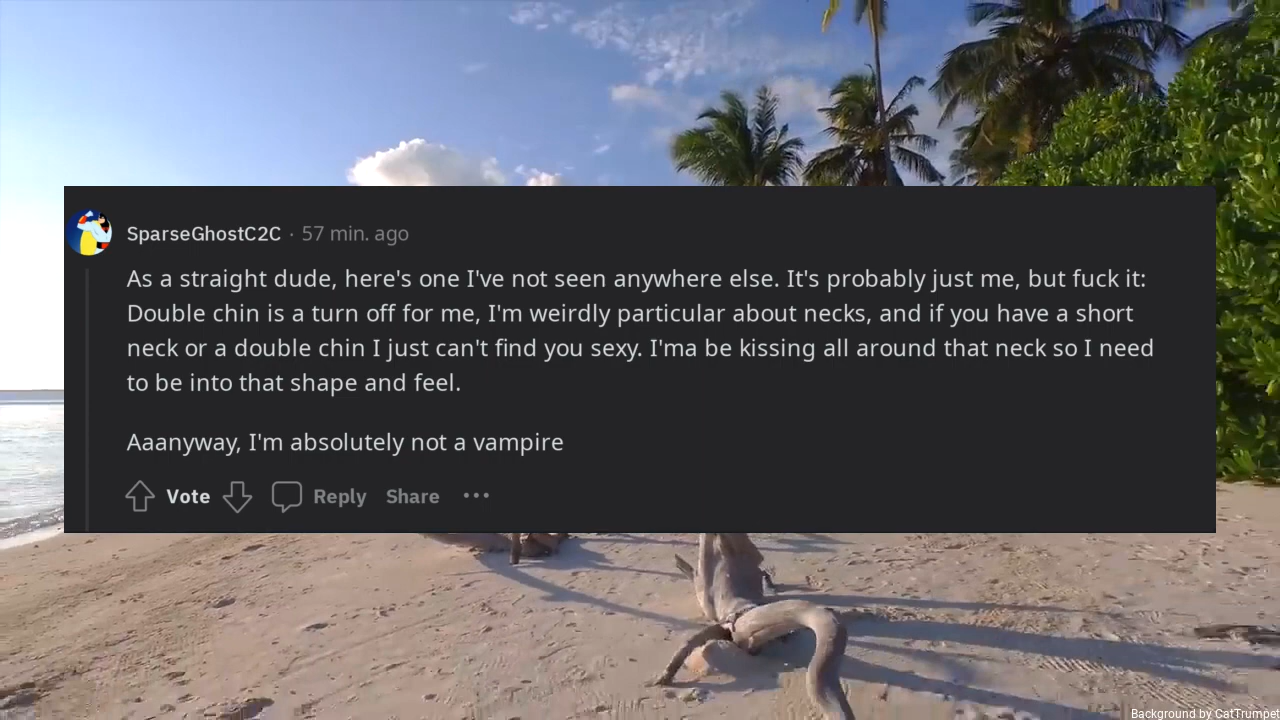 SparseGhostC2C · 57 min. ago
As a straight dude, here's one I've not seen anywhere else. It's probably just me, but fuck it:
Double chin is a turn off for me, I'm weirdly particular about necks, and if you have a short
neck or a double chin I just can't find you sexy. I'ma be kissing all around that neck so I need
to be into that shape and feel.
Aaanyway, I'm absolutely not a vampire
Vote Reply Share •••
Background by CatTrumpet